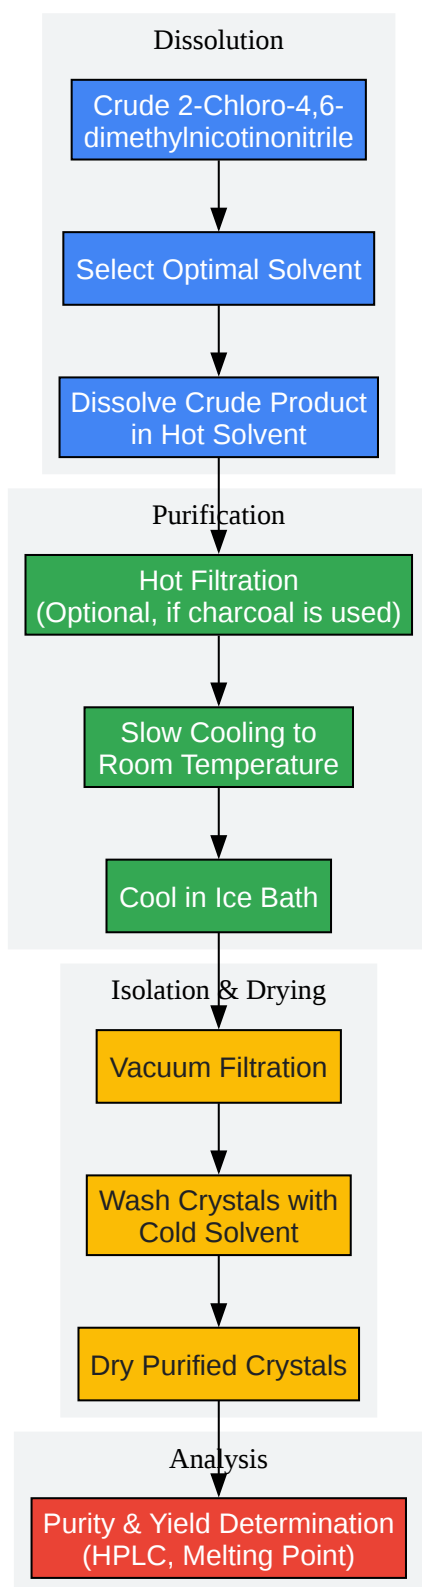 Dissolution
Crude 2-Chloro-4,6-
dimethylnicotinonitrile
Select Optimal Solvent
Dissolve Crude Product
in Hot Solvent
Purification
Hot Filtration
(Optional, if charcoal is used)
Slow Cooling to
Room Temperature
Cool in Ice Bath
Isolation & Drying
Vacuum Filtration
Wash Crystals with
Cold Solvent
Dry Purified Crystals
Analysis
Purity & Yield Determination
(HPLC, Melting Point)